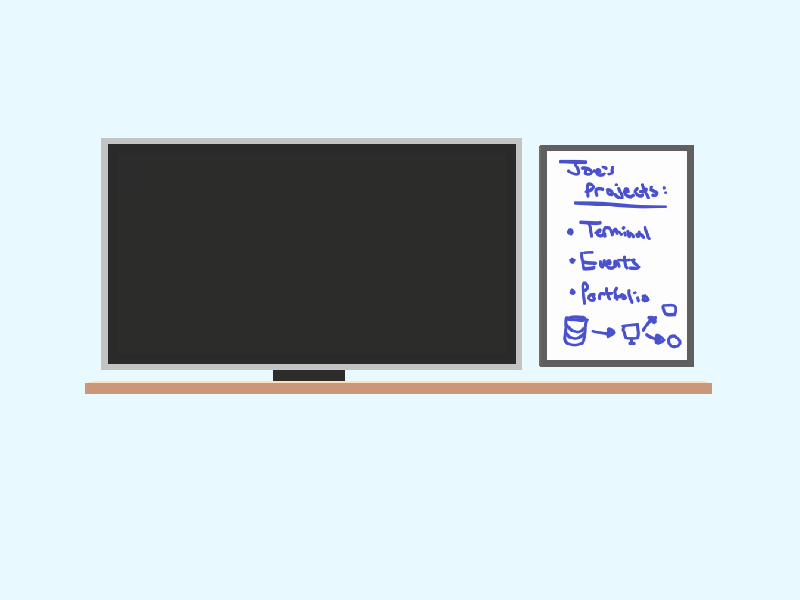 Joe's
Projects:
• Terminal
• Events
• Portfolio